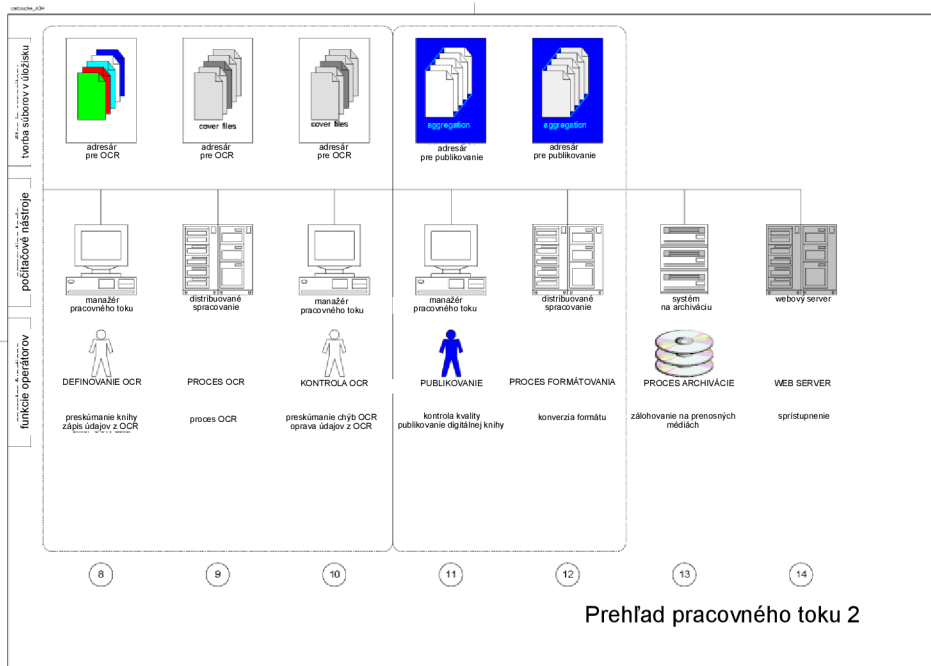 cartouche_A3H
tvorba súborov v úložisku
cover files
cover files
aggregation
aggregation
adresár
pre OCR
adresár
pre OCR
adresár
pre OCR
adresár
pre publikovanie
adresár
pre publikovanie
počítačové nástroje
manažér
pracovného toku
distribuované
spracovanie
manažér
pracovného toku
manažér
pracovného toku
distribuované
spracovanie
systém
na archiváciu
webový server
funkcie operátorov
DEFINOVANIE OCR
PROCES OCR
KONTROLA OCR
PUBLIKOVANIE
PROCES FORMÁTOVANIA
PROCES ARCHIVÁCIE
WEB SERVER
preskúmanie knihy
zápis údajov z OCR
proces OCR
preskúmanie chýb OCR
oprava údajov z OCR
kontrola kvality
publikovanie digitálnej knihy
konverzia formátu
zálohovanie na prenosných
médiách
sprístupnenie
8
9
10
11
12
13
14
Prehľad pracovného toku 2